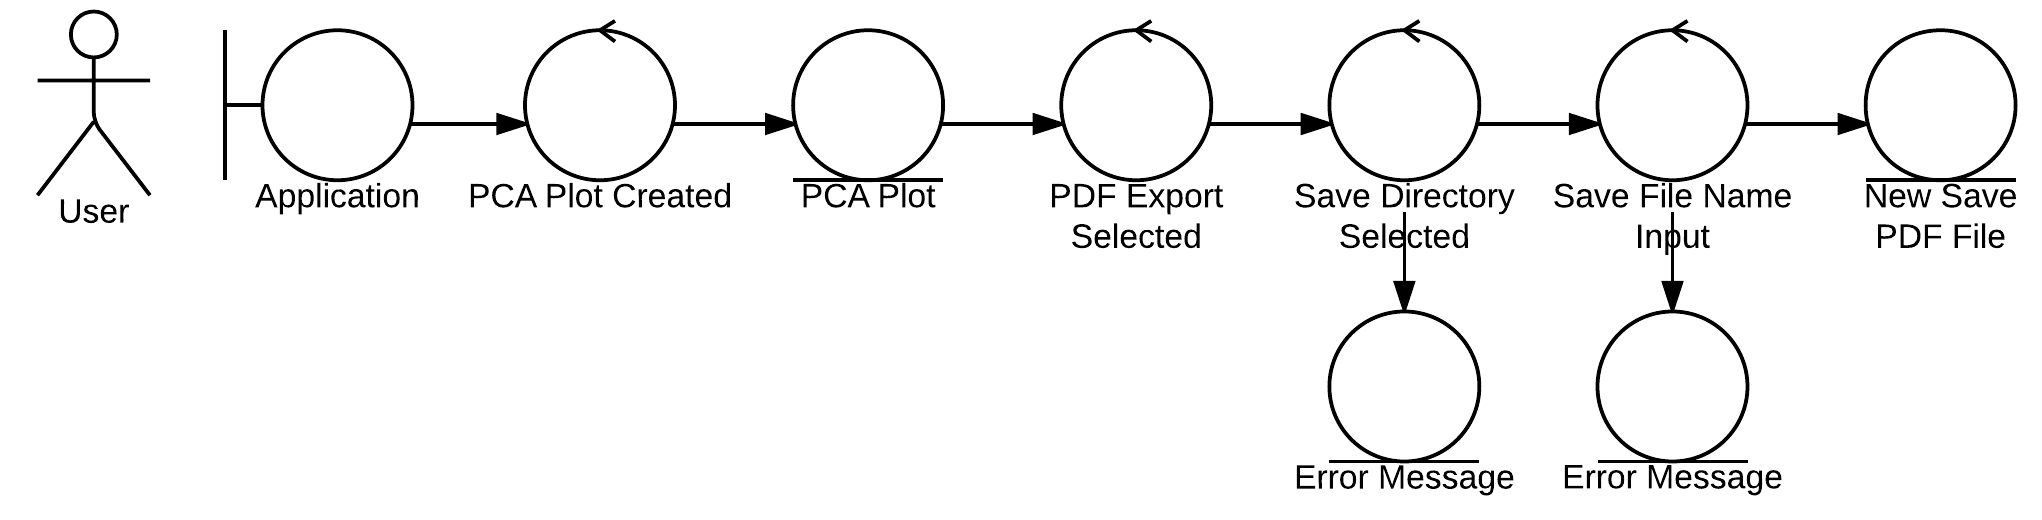 User
Application
PCA Plot Created
PCA Plot
PDF Export
Selected
Save Directory
Selected
Save File Name
Input
New Save
PDF File
Error Message
Error Message